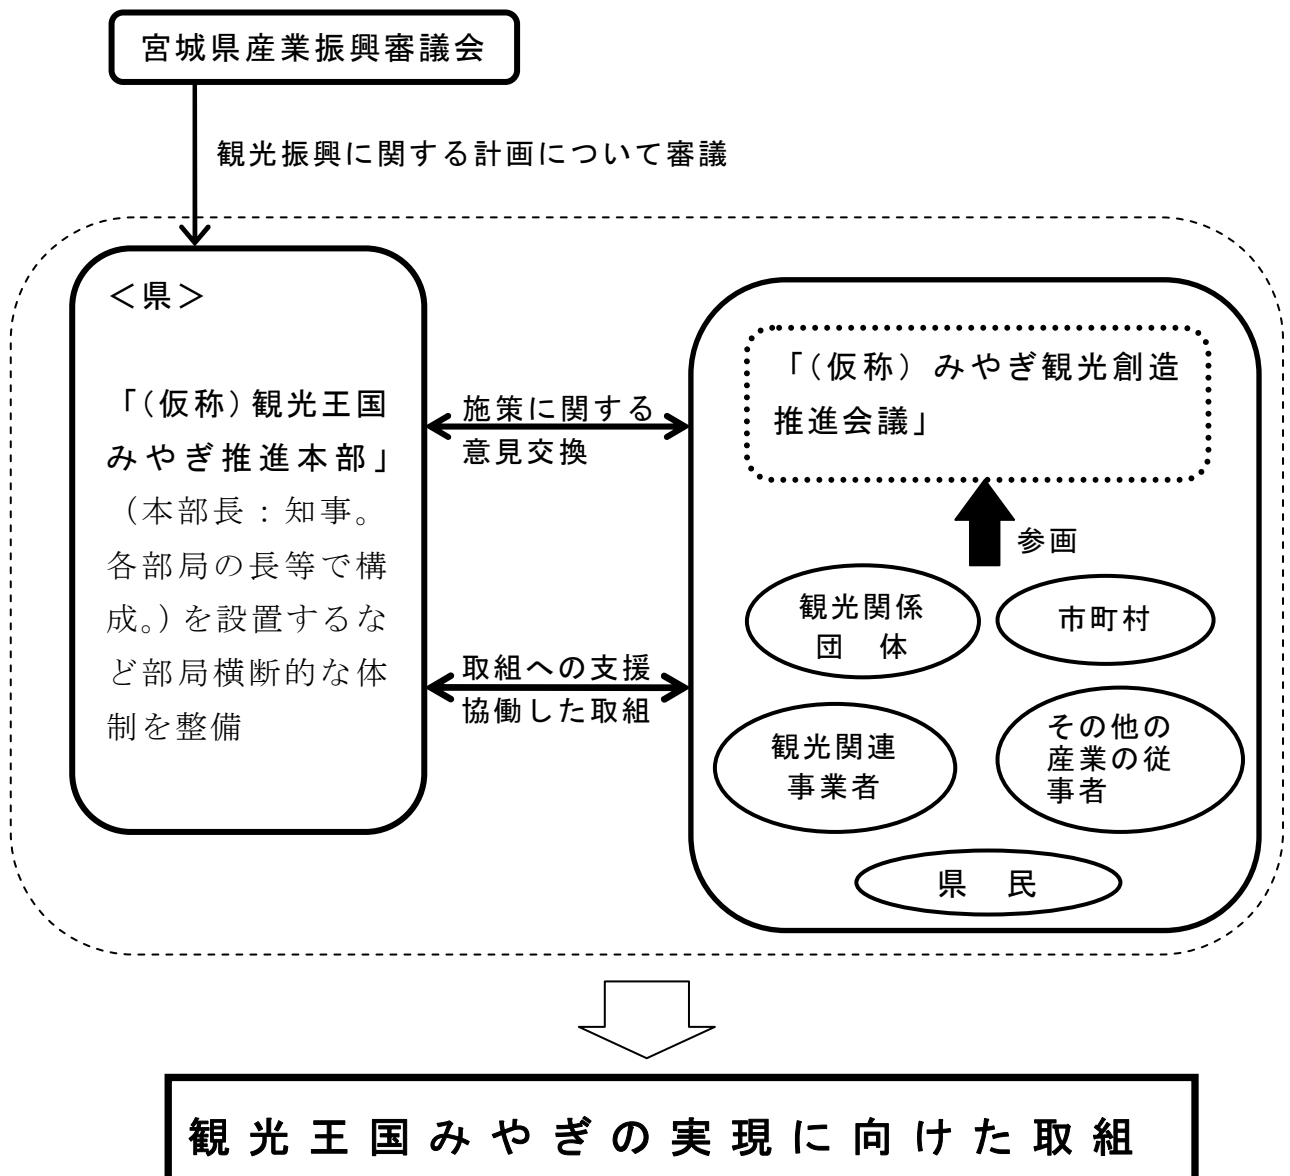 宮城県産業振興審議会
観光振興に関する計画について審議
＜県＞
「（仮称）観光王国
みやぎ推進本部」
（本部長：知事。
各部局の長等で構
成。）を設置するな
ど部局横断的な体
制を整備
施策に関する
意見交換
取組への支援
協働した取組
「（仮称） みやぎ観光創造
推進会議」
参画
観光関係
団　体
市町村
観光関連
事業者
その他の
産業の従
事者
県　民
観光王国みやぎの実現に向けた取組